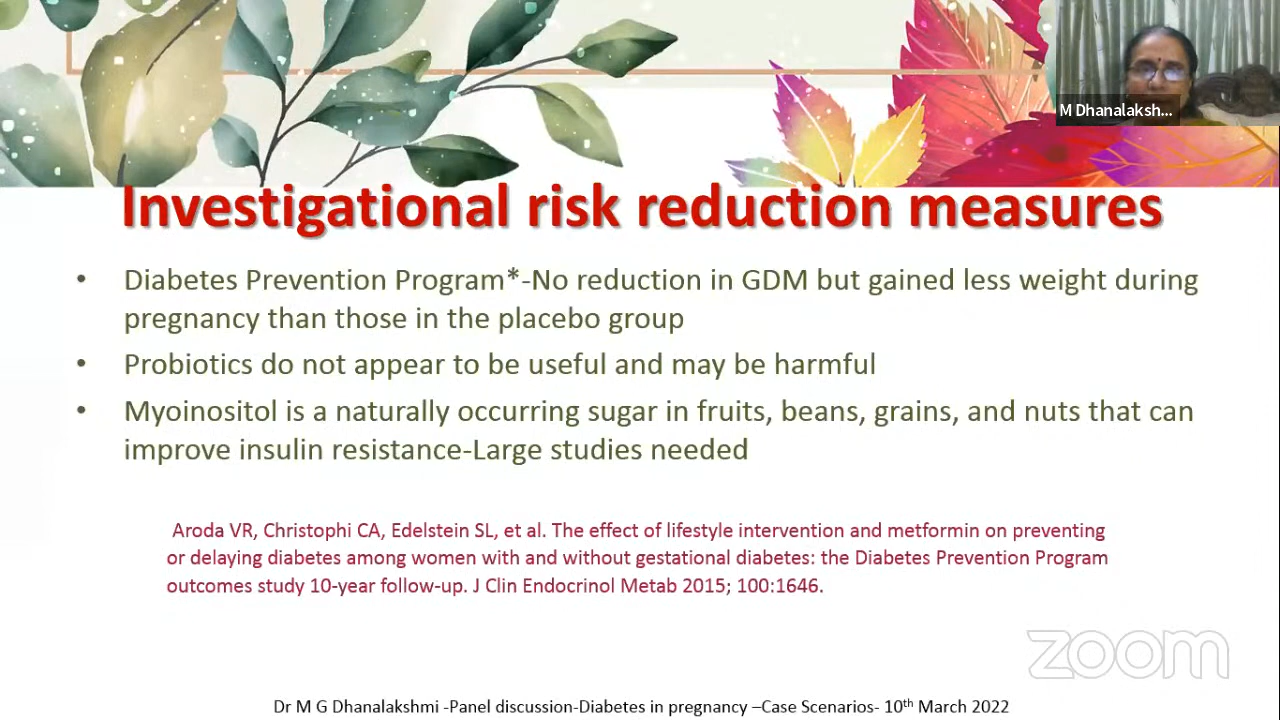 M Dhanalaksh...
Investigational risk reduction measures
• Diabetes Prevention Program*-No reduction in GDM but gained less weight during
pregnancy than those in the placebo group
• Probiotics do not appear to be useful and may be harmful
• Myoinositol is a naturally occurring sugar in fruits, beans, grains, and nuts that can
improve insulin resistance-Large studies needed
Aroda VR, Christophi CA, Edelstein SL, et al. The effect of lifestyle intervention and metformin on preventing
or delaying diabetes among women with and without gestational diabetes: the Diabetes Prevention Program
outcomes study 10-year follow-up. J Clin Endocrinol Metab 2015; 100:1646.
zoom
Dr M G Dhanalakshmi -Panel discussion-Diabetes in pregnancy –Case Scenarios- 10th March 2022